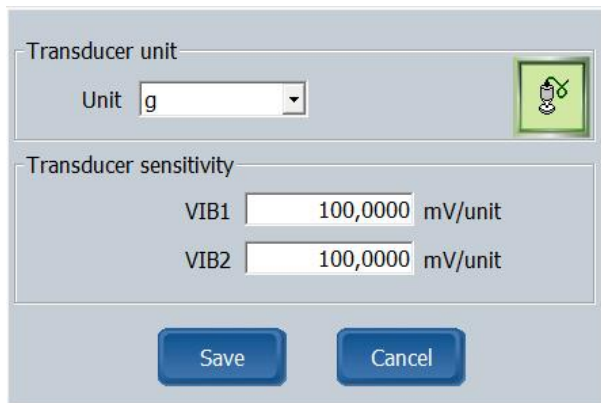 Transducer unit
Unit g
Transducer sensitivity
VIB1 100,0000 mV/unit
VIB2 100,0000 mV/unit
Save Cancel